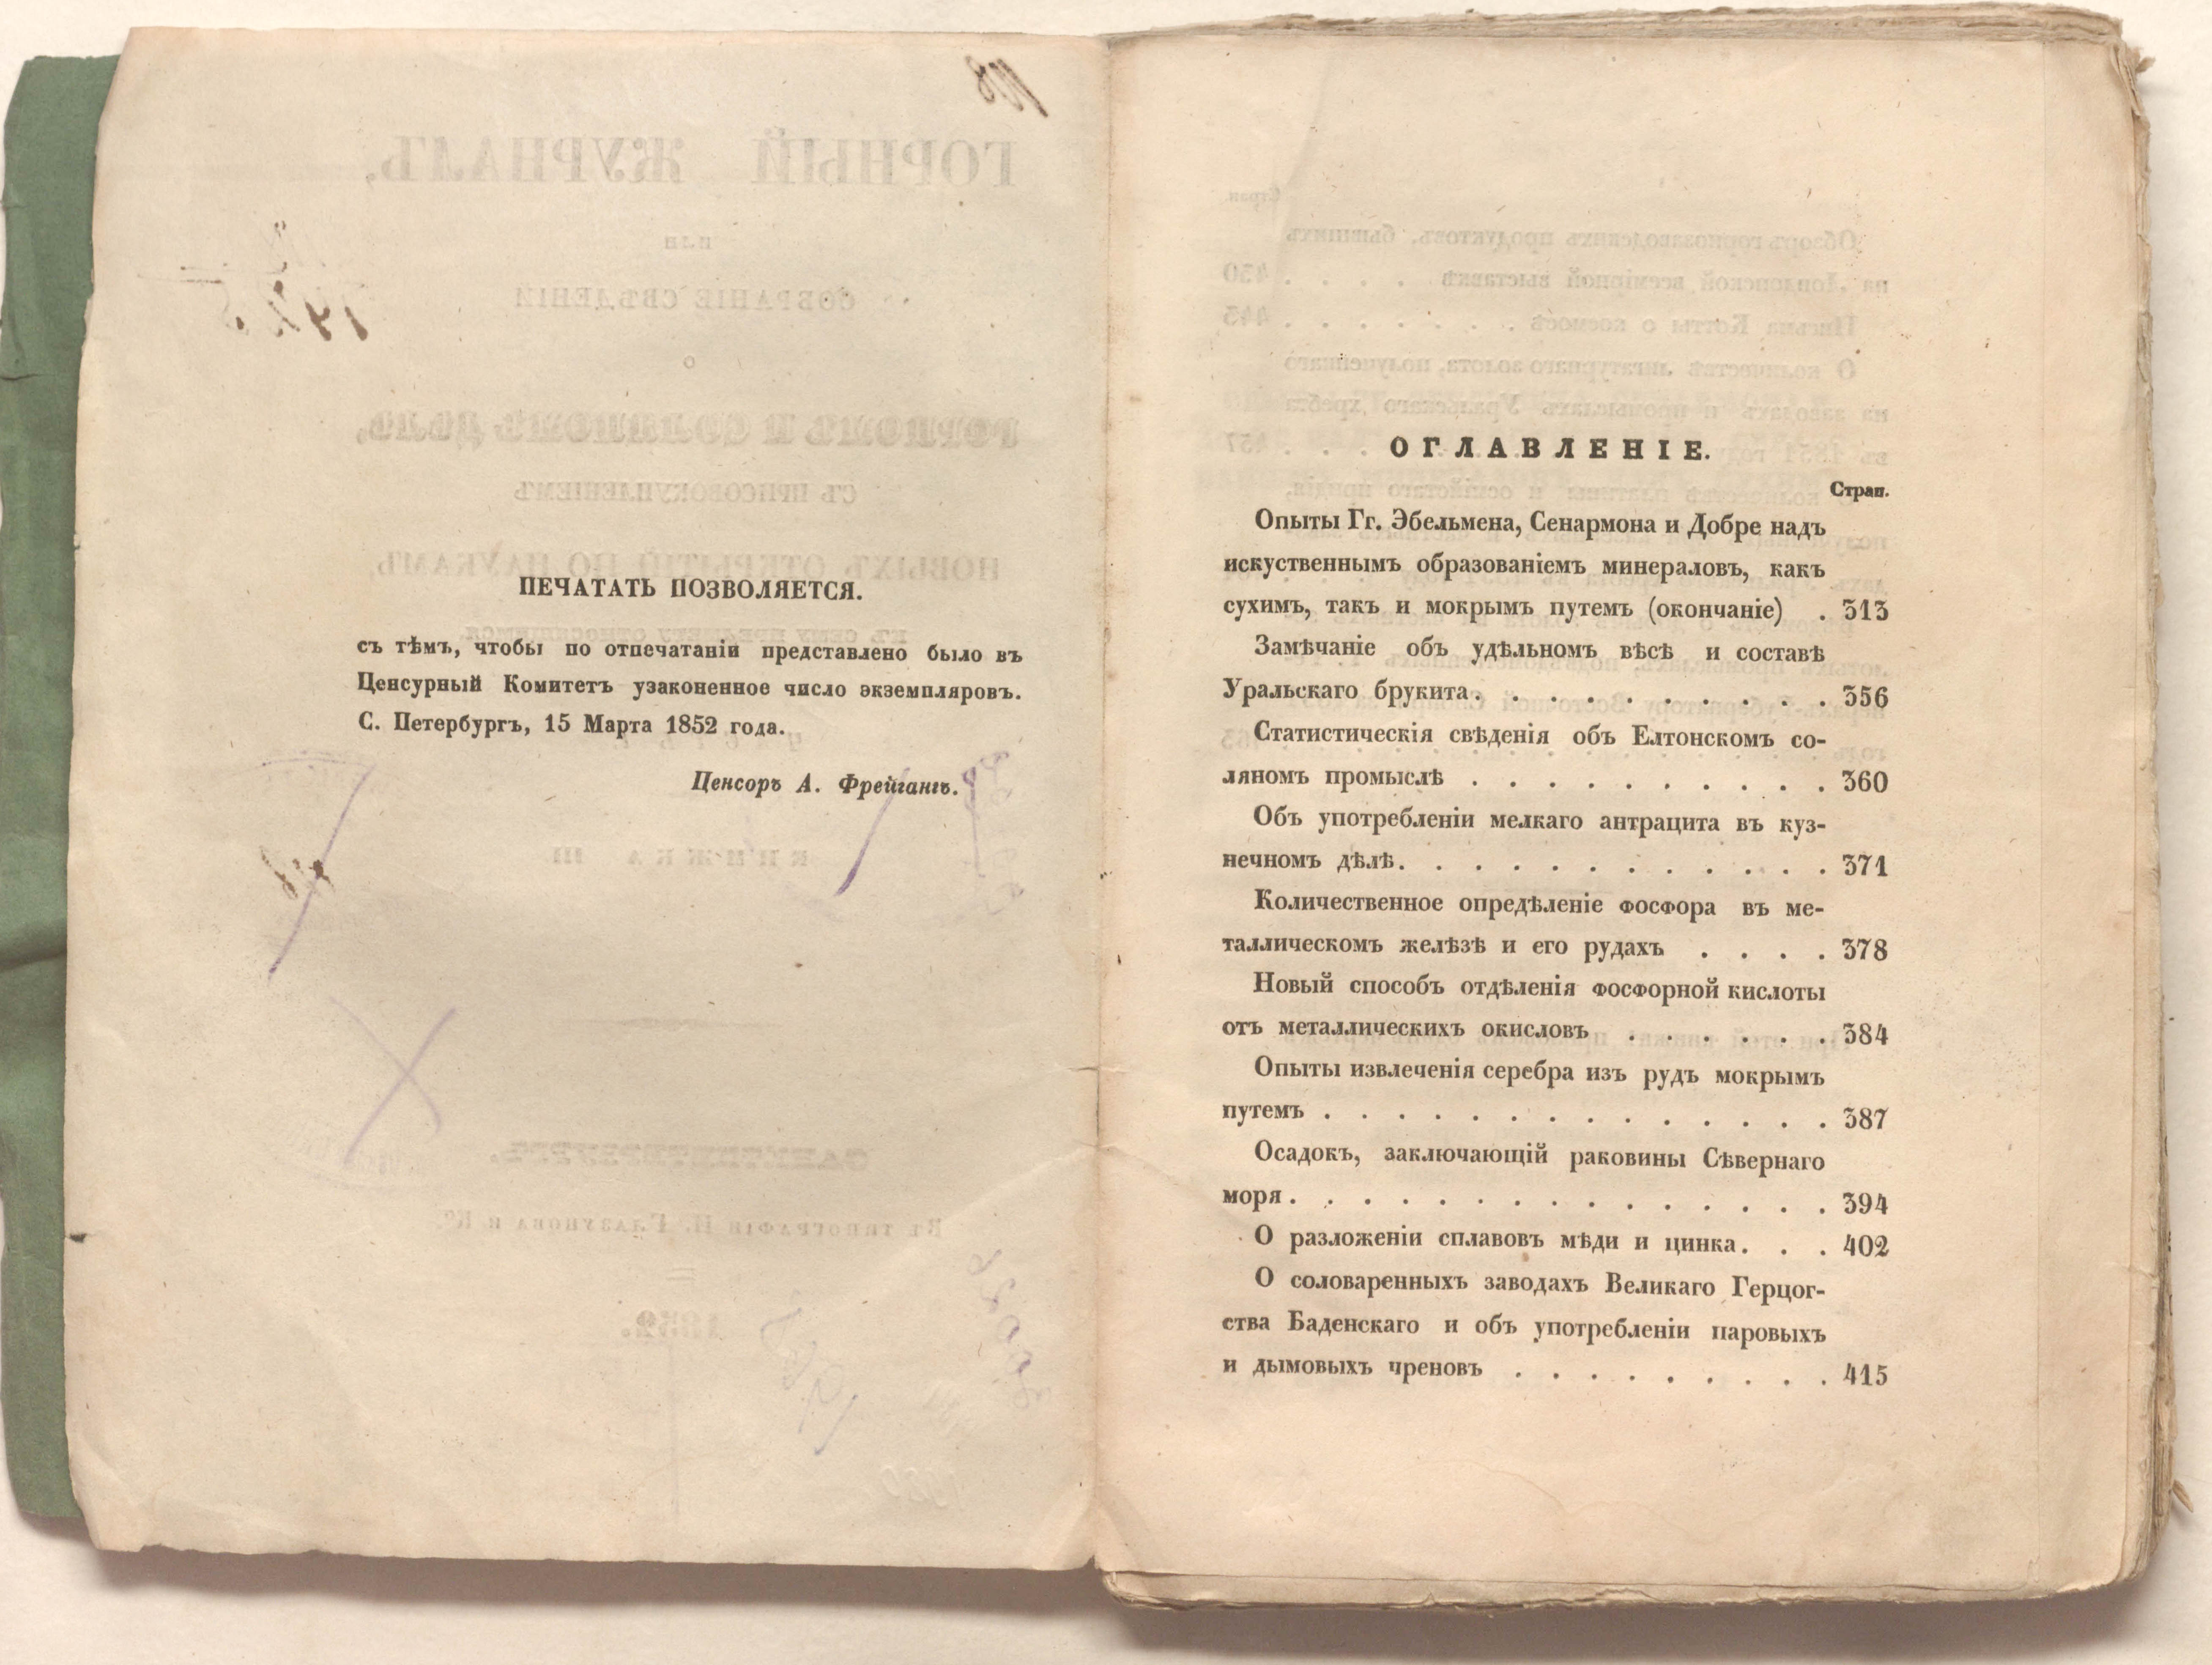 ПЕЧАТАТЬ ПОЗВОЛЯЕТСЯ.
съ тѣмъ, чтобы по отпечатаніи представлено было въ
Ценсурный Комитетъ узаконенное число экземпляровъ.
С. Петербургъ, 15 Марта 1852 года.
Ценсоръ А. Фрейгангъ.
ОГЛАВЛЕНІЕ.
Стран.
Опыты Гг. Эбельмена, Сенармона и Добре надъ
искуственнымъ образованіемъ минераловъ, какъ
сухимъ, такъ и мокрымъ путемъ (окончаніе) . 313
Замѣчаніе объ удѣльномъ вѣсѣ и составѣ
Уральскаго брукита. . . . . . . . . . 356
Статистическія свѣденія объ Елтонскомъ со-
ляномъ промыслѣ . . . . . . . . . . 360
Объ употребленіи мелкаго антрацита въ куз-
нечномъ дѣлѣ. . . . . . . . . . . . 371
Количественное опредѣленіе фосфора въ ме-
таллическомъ желѣзѣ и его рудахъ . . . . 378
Новый способъ отдѣленія фосфорной кислоты
отъ металлическихъ окисловъ . . . . . . 384
Опыты извлеченія серебра изъ рудъ мокрымъ
путемъ . . . . . . . . . . . . . . 387
Осадокъ, заключающій раковины Сѣвернаго
моря. . . . . . . . . . . . . . . 394
О разложеніи сплавовъ мѣди и цинка. . . 402
О соловаренныхъ заводахъ Великаго Герцог-
ства Баденскаго и объ употребленіи паровыхъ
и дымовыхъ чреновъ . . . . . . . . . 415